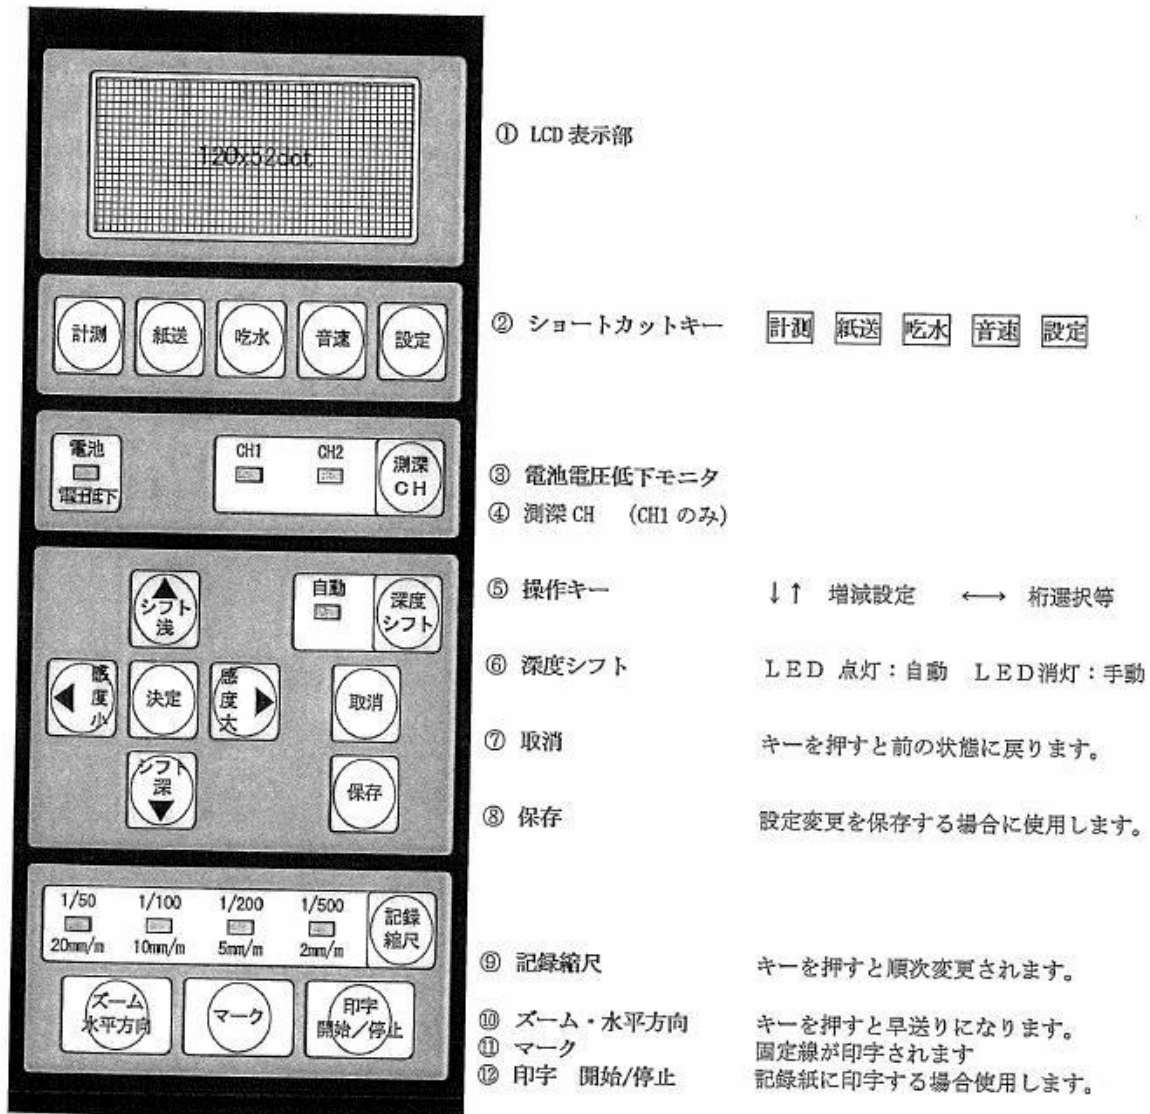 120x52dot
① LCD 表示部
計測 紙送 吃水 音速 設定
② ショートカットキー 計測 紙送 吃水 音速 設定
電池
電圧低下
CH1 CH2
測深
CH
③ 電池電圧低下モニタ
④ 測深 CH (CH1 のみ)
▲
シフト
浅
自動
深度
シフト
⑤ 操作キー ↓↑ 増減設定 ←→ 桁選択等
◀ 感度小
決定
感度大 ▶
取消
⑥ 深度シフト LED 点灯:自動 LED消灯:手動
⑦ 取消 キーを押すと前の状態に戻ります。
シフト
深
▼
保存
⑧ 保存 設定変更を保存する場合に使用します。
1/50 1/100 1/200 1/500
20mm/m 10mm/m 5mm/m 2mm/m
記録
縮尺
⑨ 記録縮尺 キーを押すと順次変更されます。
ズーム
水平方向
マーク
印字
開始/停止
⑩ ズーム・水平方向 キーを押すと早送りになります。
⑪ マーク 固定線が印字されます
⑫ 印字 開始/停止 記録紙に印字する場合使用します。